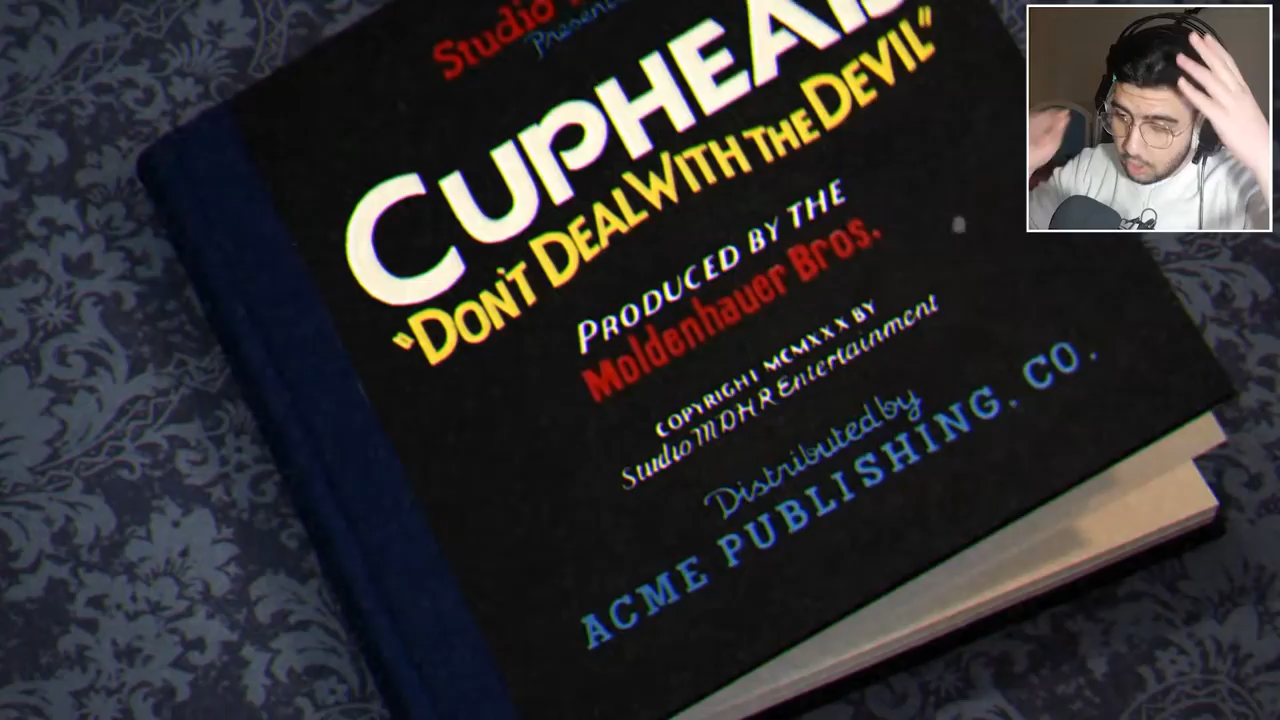 Studio
Presents
CUPHEAD
"DON'T DEAL WITH THE DEVIL"
PRODUCED BY THE
Moldenhauer Bros.
COPYRIGHT MCMXXX BY
Studio MDHR Entertainment
Distributed by
ACME PUBLISHING. CO.